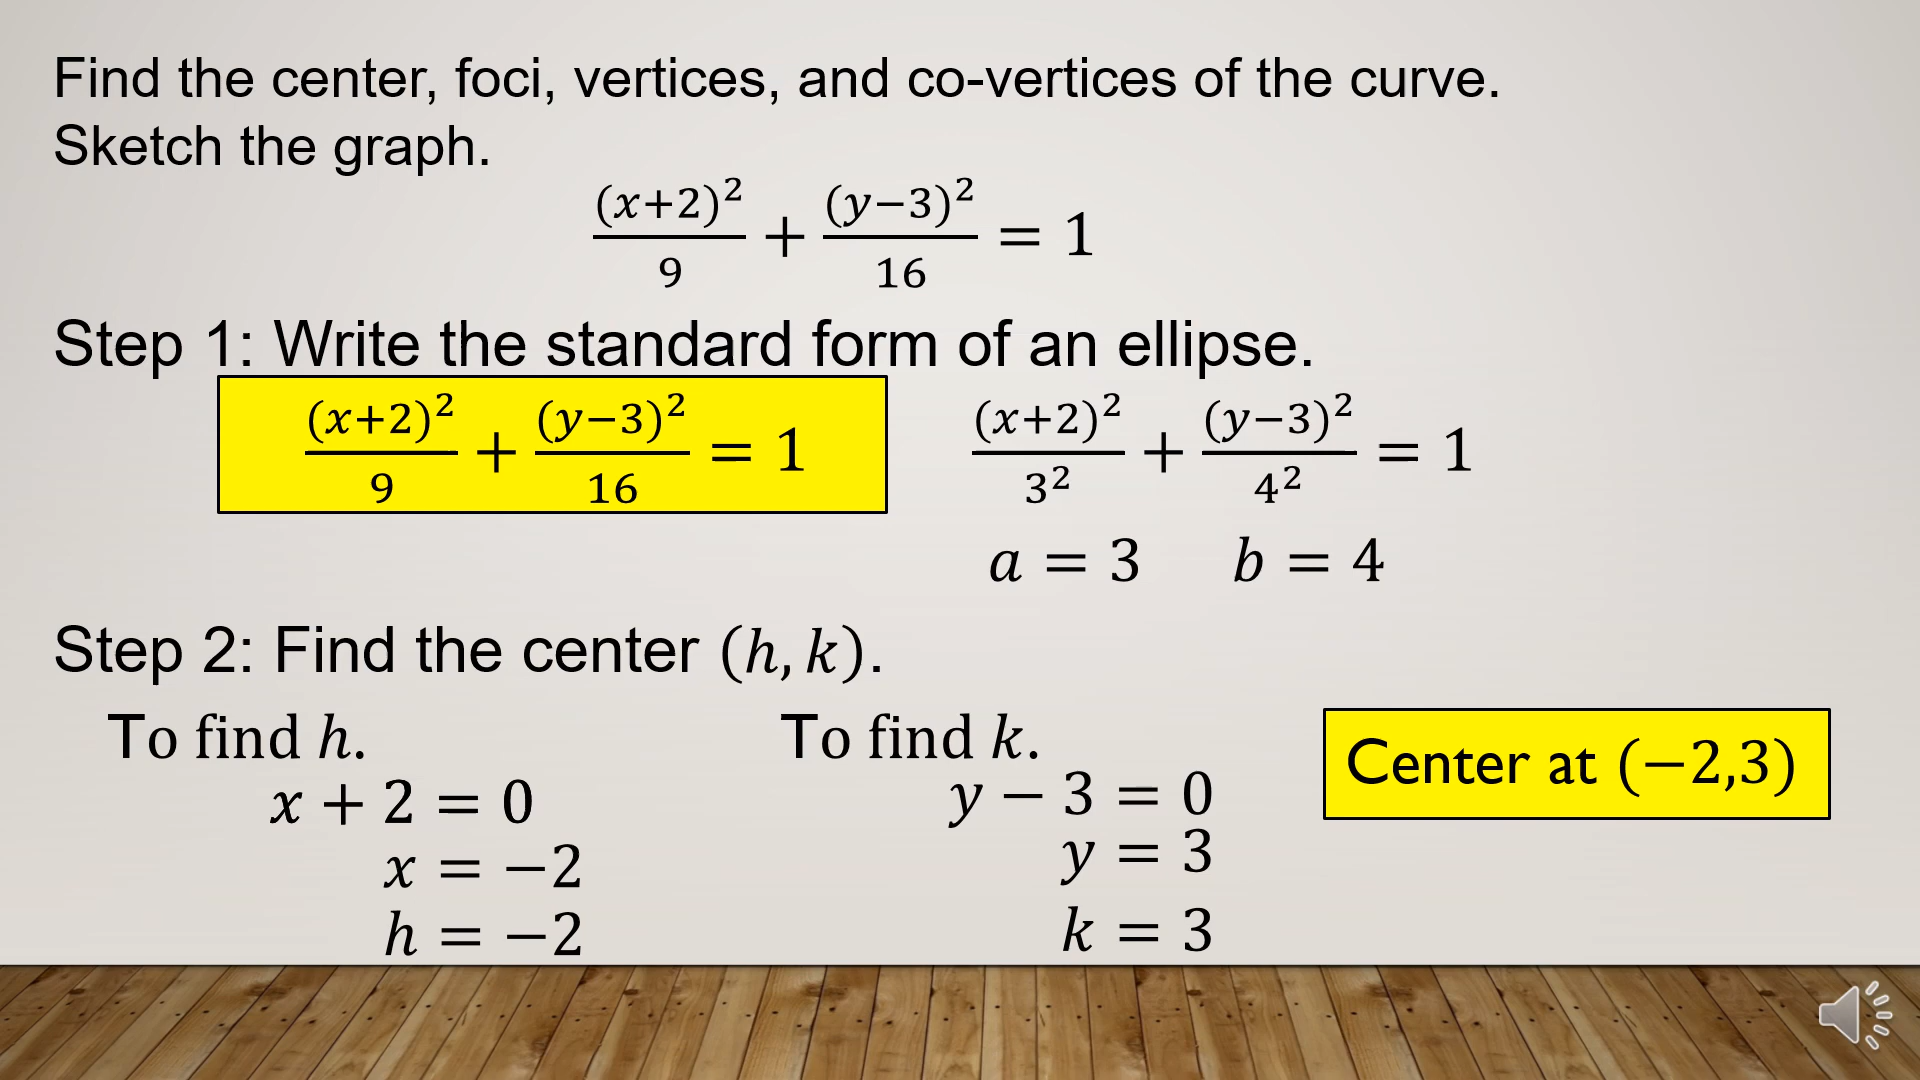 Find the center, foci, vertices, and co-vertices of the curve.
Sketch the graph.
(x+2)²/9 + (y−3)²/16 = 1
Step 1: Write the standard form of an ellipse.
(x+2)²/9 + (y−3)²/16 = 1
(x+2)²/3² + (y−3)²/4² = 1
a = 3 b = 4
Step 2: Find the center (h, k).
To find h.
x + 2 = 0
x = −2
h = −2
To find k.
y − 3 = 0
y = 3
k = 3
Center at (−2,3)